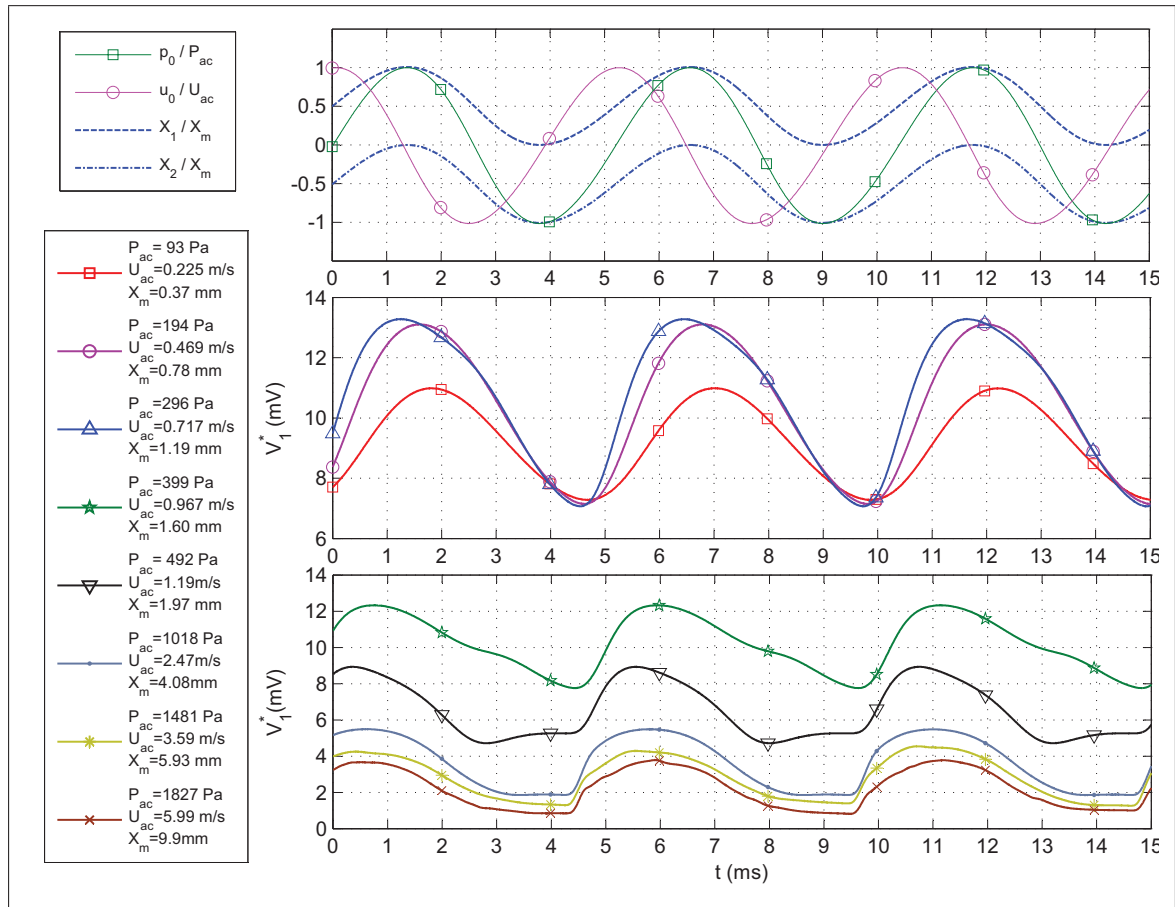 p0 / Pac
u0 / Uac
X1 / Xm
X2 / Xm
1
0.5
0
-0.5
-1
0 1 2 3 4 5 6 7 8 9 10 11 12 13 14 15
Pac= 93 Pa
Uac=0.225 m/s
Xm=0.37 mm
Pac= 194 Pa
Uac=0.469 m/s
Xm=0.78 mm
Pac= 296 Pa
Uac=0.717 m/s
Xm=1.19 mm
Pac= 399 Pa
Uac=0.967 m/s
Xm=1.60 mm
Pac= 492 Pa
Uac=1.19m/s
Xm=1.97 mm
Pac=1018 Pa
Uac=2.47m/s
Xm=4.08mm
Pac=1481 Pa
Uac=3.59 m/s
Xm=5.93 mm
Pac=1827 Pa
Uac=5.99 m/s
Xm=9.9mm
14
12
10
8
6
V1* (mV)
0 1 2 3 4 5 6 7 8 9 10 11 12 13 14 15
14
12
10
8
6
4
2
0
V1* (mV)
0 1 2 3 4 5 6 7 8 9 10 11 12 13 14 15
t (ms)